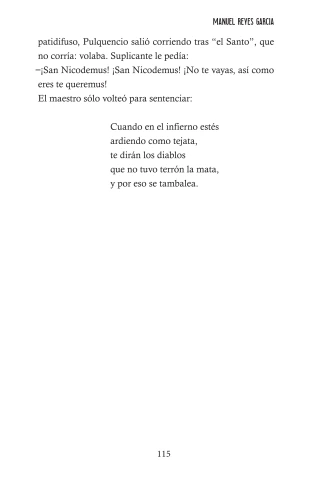 MANUEL REYES GARCIA
patidifuso, Pulquencio salió corriendo tras “el Santo”, que
no corría: volaba. Suplicante le pedía:
–¡San Nicodemus! ¡San Nicodemus! ¡No te vayas, así como
eres te queremus!
El maestro sólo volteó para sentenciar:
Cuando en el infierno estés
ardiendo como tejata,
te dirán los diablos
que no tuvo terrón la mata,
y por eso se tambalea.
115